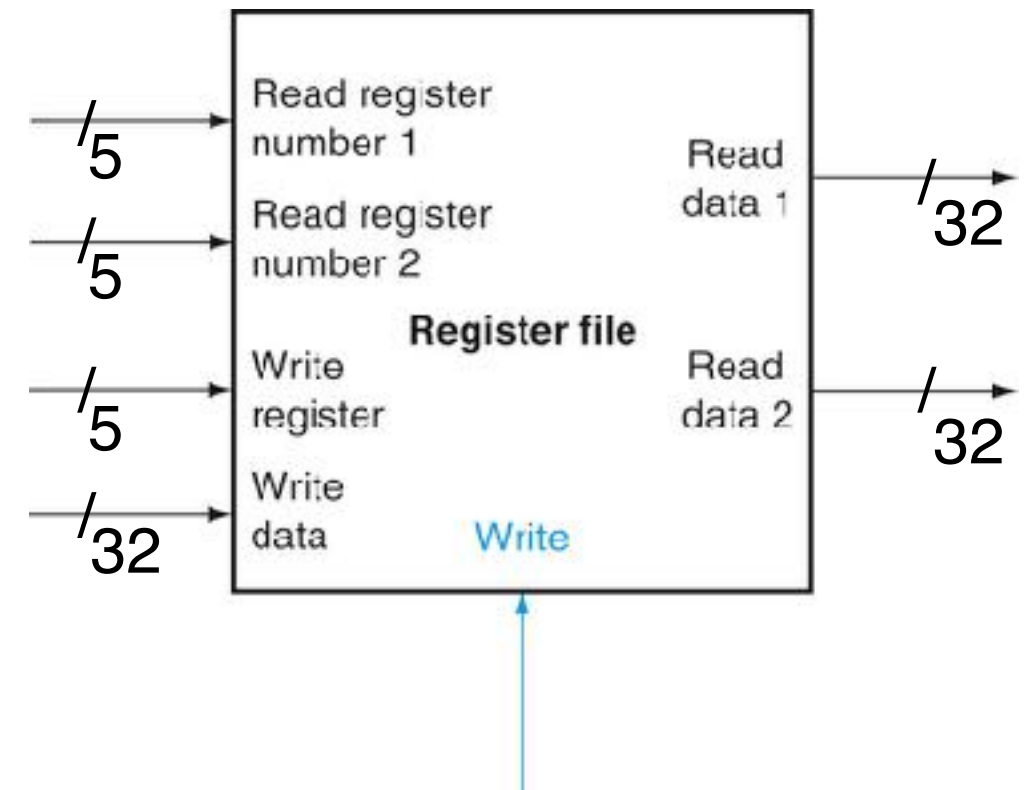 Read register
number 1
/5
Read register
number 2
/5
Read
data 1
/32
Register file
Write
register
/5
Read
data 2
/32
Write
data
/32
Write